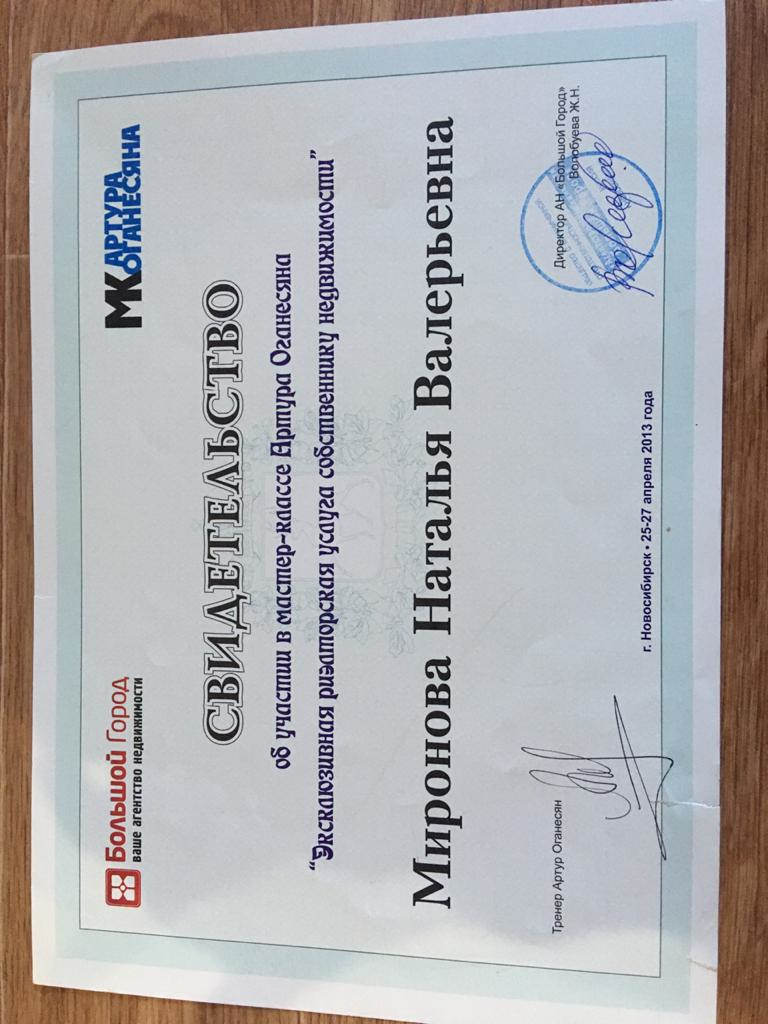 Большой Город
ваше агентство недвижимости
МК АРТУРА
ОГАНЕСЯНА
СВИДЕТЕЛЬСТВО
об участии в мастер-классе Артура Оганесяна
“Эксклюзивная риэлторская услуга собственнику недвижимости”
Миронова Наталья Валерьевна
Тренер Артур Оганесян
Директор АН «Большой Город»
Волобуева Ж.Н.
г. Новосибирск • 25-27 апреля 2013 года